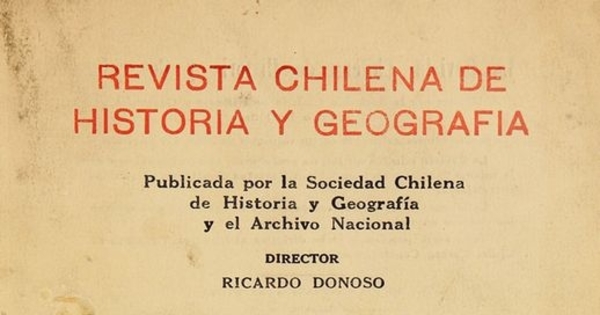 REVISTA CHILENA DE
HISTORIA Y GEOGRAFIA
Publicada por la Sociedad Chilena
de Historia y Geografía
y el Archivo Nacional
DIRECTOR
RICARDO DONOSO